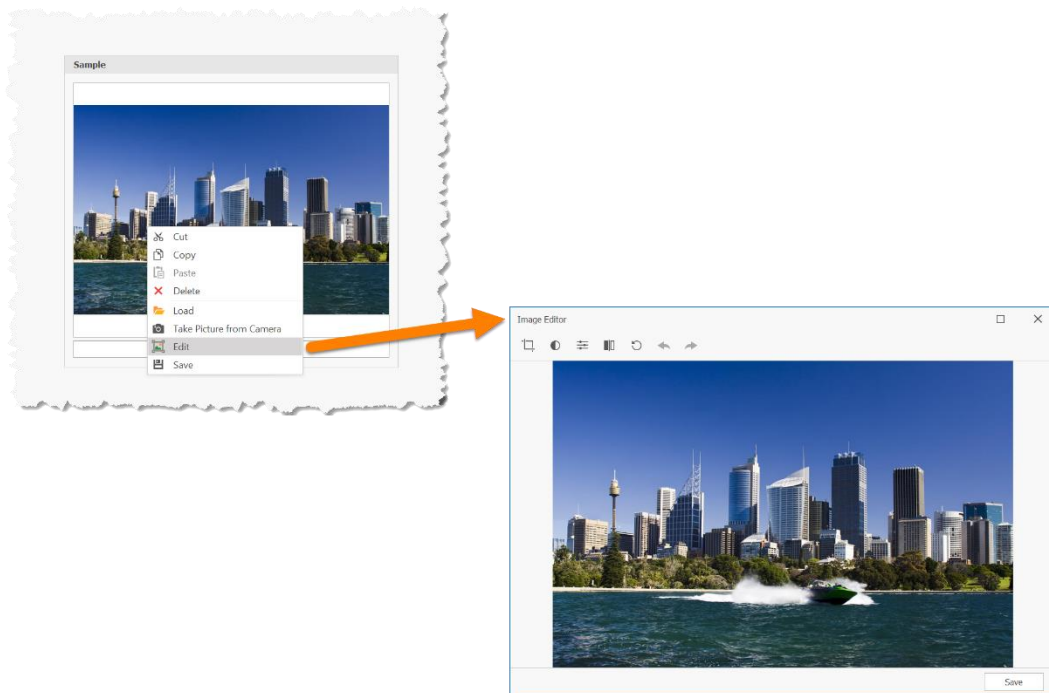 Sample
Cut
Copy
Paste
Delete
Load
Take Picture from Camera
Edit
Save
Image Editor
Save